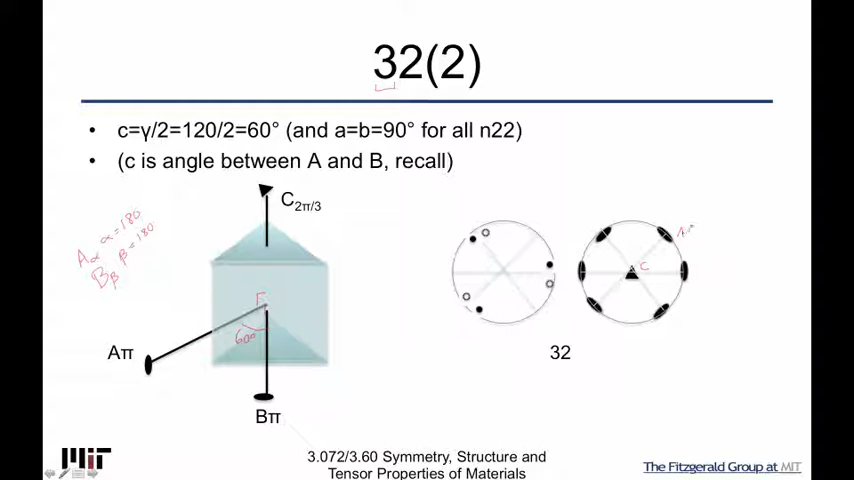 32(2)
• c=γ/2=120/2=60° (and a=b=90° for all n22)
• (c is angle between A and B, recall)
C2π/3
Aα α=180
Bβ β=180
E
60°
Aπ
Bπ
C
32
MIT
3.072/3.60 Symmetry, Structure and
Tensor Properties of Materials
The Fitzgerald Group at MIT